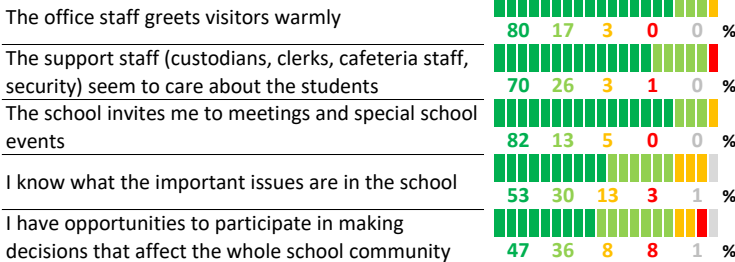 The office staff greets visitors warmly
80 17 3 0 0 %
The support staff (custodians, clerks, cafeteria staff,
security) seem to care about the students
70 26 3 1 0 %
The school invites me to meetings and special school
events
82 13 5 0 0 %
I know what the important issues are in the school
53 30 13 3 1 %
I have opportunities to participate in making
decisions that affect the whole school community
47 36 8 8 1 %